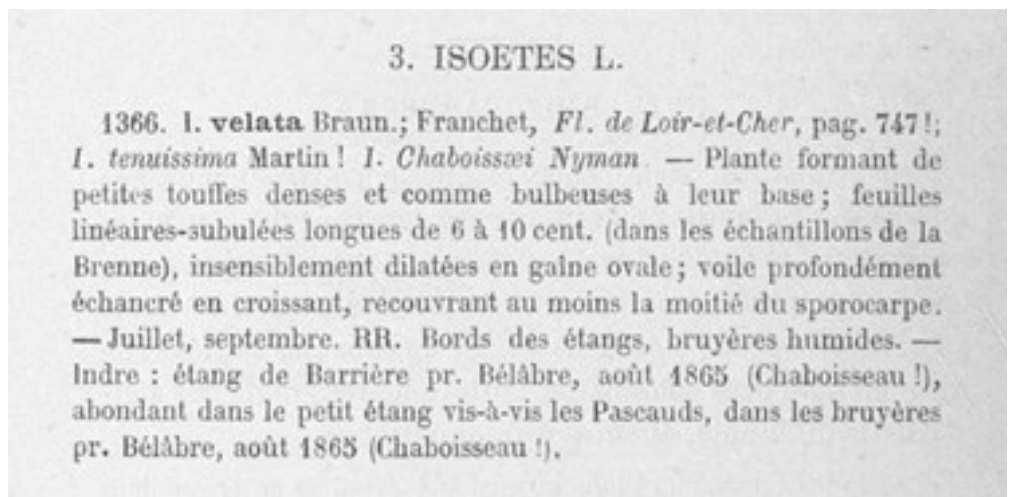 3. ISOETES L.
1366. I. velata Braun.; Franchet, Fl. de Loir-et-Cher, pag. 747!;
I. tenuissima Martin! I. Chaboissæi Nyman. — Plante formant de
petites touffes denses et comme bulbeuses à leur base; feuilles
linéaires-subulées longues de 6 à 10 cent. (dans les échantillons de la
Brenne), insensiblement dilatées en gaîne ovale; voile profondément
échancré en croissant, recouvrant au moins la moitié du sporocarpe.
— Juillet, septembre. RR. Bords des étangs, bruyères humides. —
Indre : étang de Barrière pr. Bélâbre, août 1865 (Chaboisseau!),
abondant dans le petit étang vis-à-vis les Pascauds, dans les bruyères
pr. Bélâbre, août 1865 (Chaboisseau!).